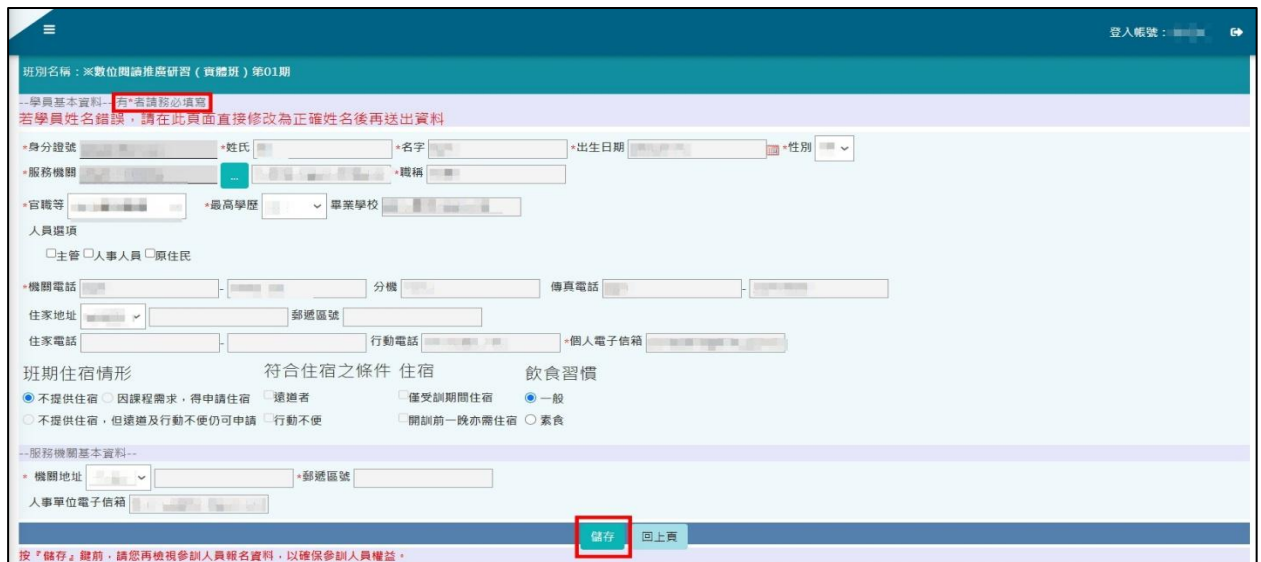 登入帳號：
班別名稱：※數位閱讀推廣研習（實體班）第01期
--學員基本資料--有*者請務必填寫
若學員姓名錯誤，請在此頁面直接修改為正確姓名後再送出資料
*身分證號 *姓氏 *名字 *出生日期 *性別
*服務機關 ... *職稱
*官職等 *最高學歷 畢業學校
人員選項
主管 人事人員 原住民
*機關電話 - 分機 傳真電話 -
住家地址 郵遞區號
住家電話 - 行動電話 *個人電子信箱
班期住宿情形 符合住宿之條件 住宿 飲食習慣
不提供住宿 因課程需求，得申請住宿 遠道者 僅受訓期間住宿 一般
不提供住宿，但遠道及行動不便仍可申請 行動不便 開訓前一晚亦需住宿 素食
--服務機關基本資料--
* 機關地址 *郵遞區號
人事單位電子信箱
儲存 回上頁
按『儲存』鍵前，請您再檢視參訓人員報名資料，以確保參訓人員權益。